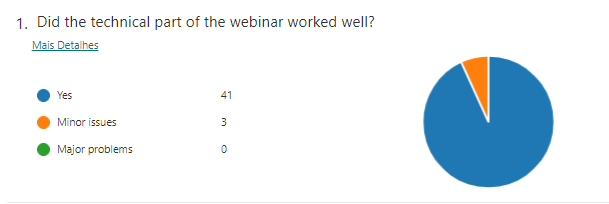 1. Did the technical part of the webinar worked well?
Mais Detalhes
Yes 41
Minor issues 3
Major problems 0